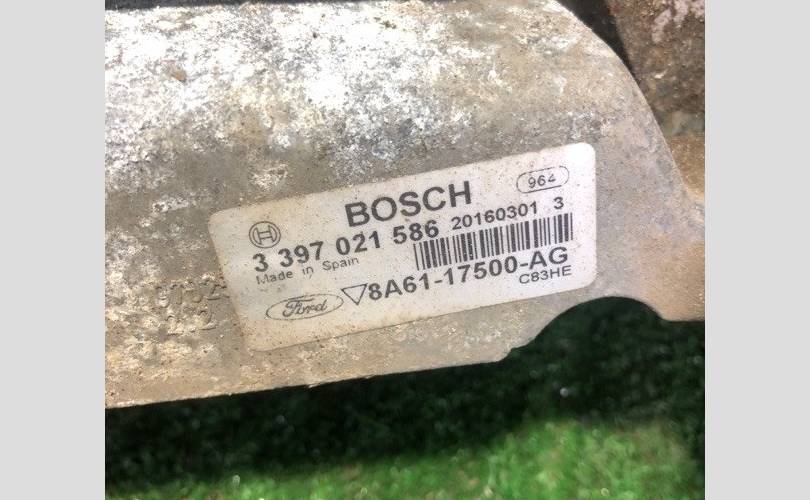 BOSCH 964
3 397 021 586 20160301 3
Made in Spain
8A61-17500-AG
Ford C83HE